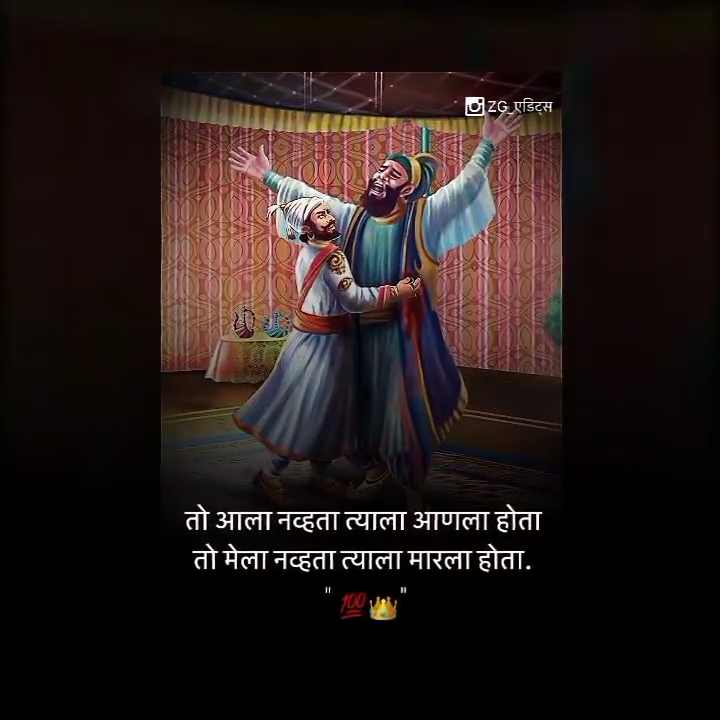 ZG_एडिट्स
तो आला नव्हता त्याला आणला होता
तो मेला नव्हता त्याला मारला होता.
" 💯👑"